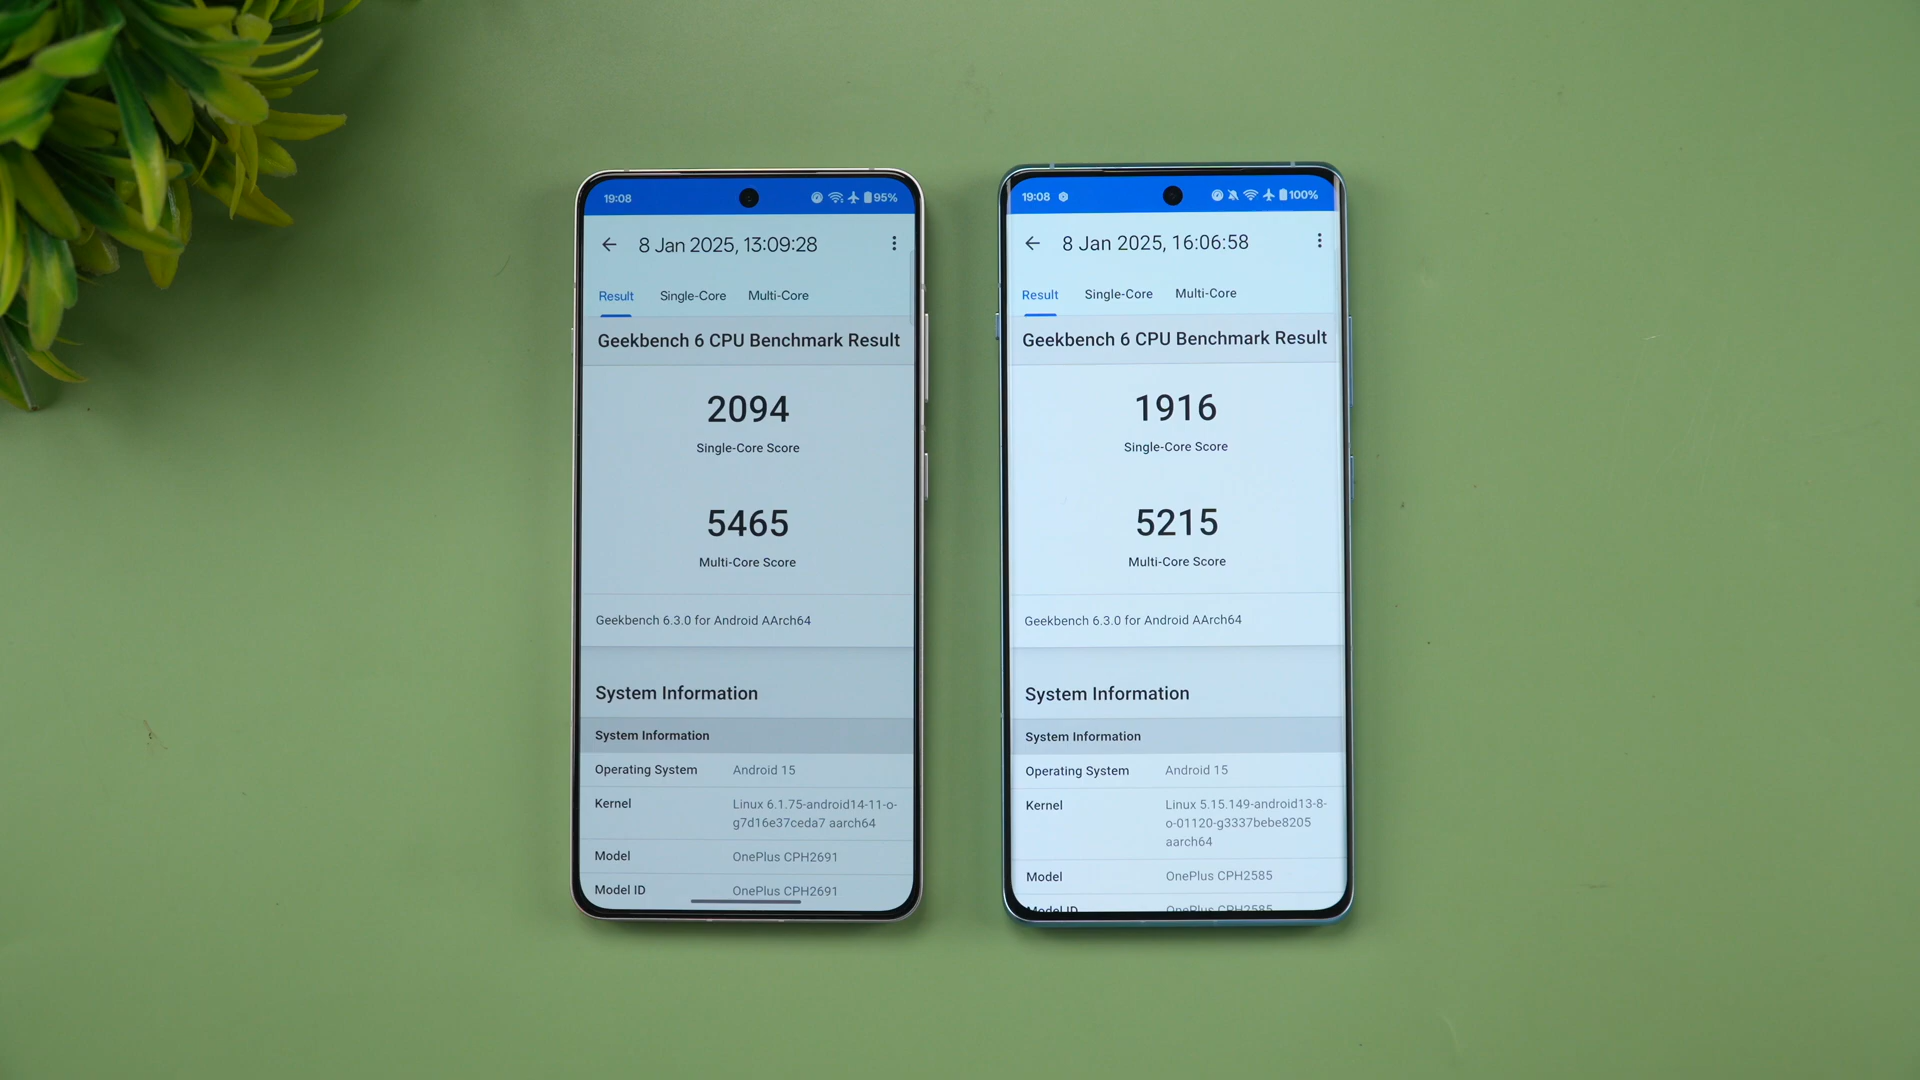 19:08
95%
8 Jan 2025, 13:09:28
Result Single-Core Multi-Core
Geekbench 6 CPU Benchmark Result
2094
Single-Core Score
5465
Multi-Core Score
Geekbench 6.3.0 for Android AArch64
System Information
System Information
Operating System Android 15
Kernel Linux 6.1.75-android14-11-o-
g7d16e37ceda7 aarch64
Model OnePlus CPH2691
Model ID OnePlus CPH2691
19:08
100%
8 Jan 2025, 16:06:58
Result Single-Core Multi-Core
Geekbench 6 CPU Benchmark Result
1916
Single-Core Score
5215
Multi-Core Score
Geekbench 6.3.0 for Android AArch64
System Information
System Information
Operating System Android 15
Kernel Linux 5.15.149-android13-8-
o-01120-g3337bebe8205
aarch64
Model OnePlus CPH2585
Model ID OnePlus CPH2585